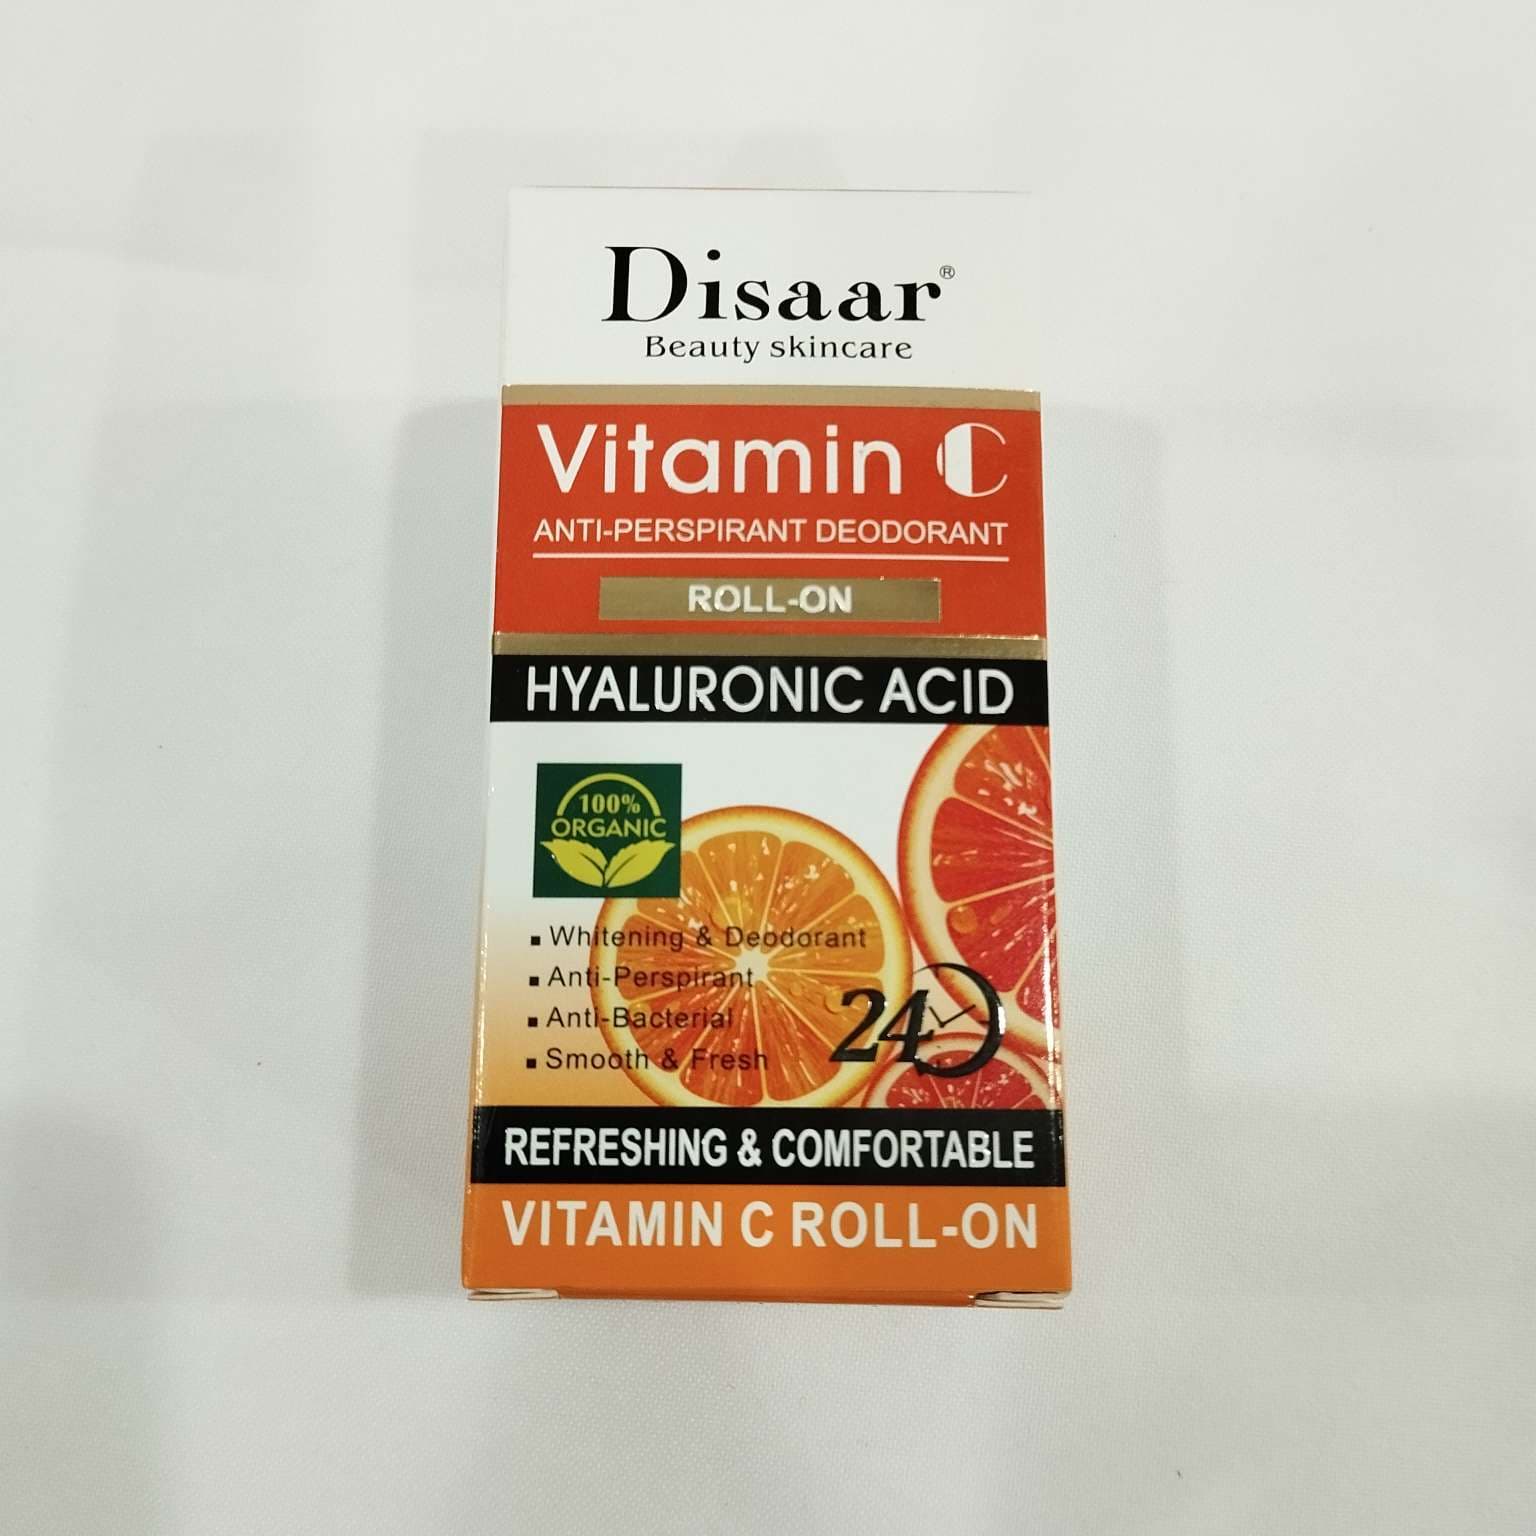 Disaar®
Beauty skincare
Vitamin C
ANTI-PERSPIRANT DEODORANT
ROLL-ON
HYALURONIC ACID
100%
ORGANIC
▪ Whitening & Deodorant
▪ Anti-Perspirant
▪ Anti-Bacterial
▪ Smooth & Fresh
24
REFRESHING & COMFORTABLE
VITAMIN C ROLL-ON